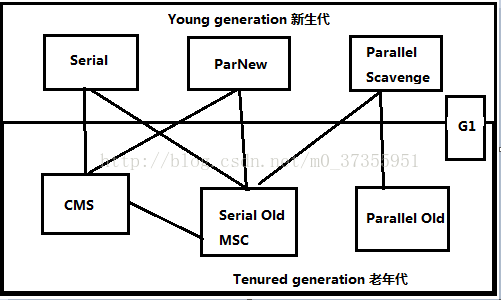 Young generation 新生代
Serial
ParNew
Parallel
Scavenge
G1
http://blog.csdn.net/m0_37355951
CMS
Serial Old
MSC
Parallel Old
Tenured generation 老年代